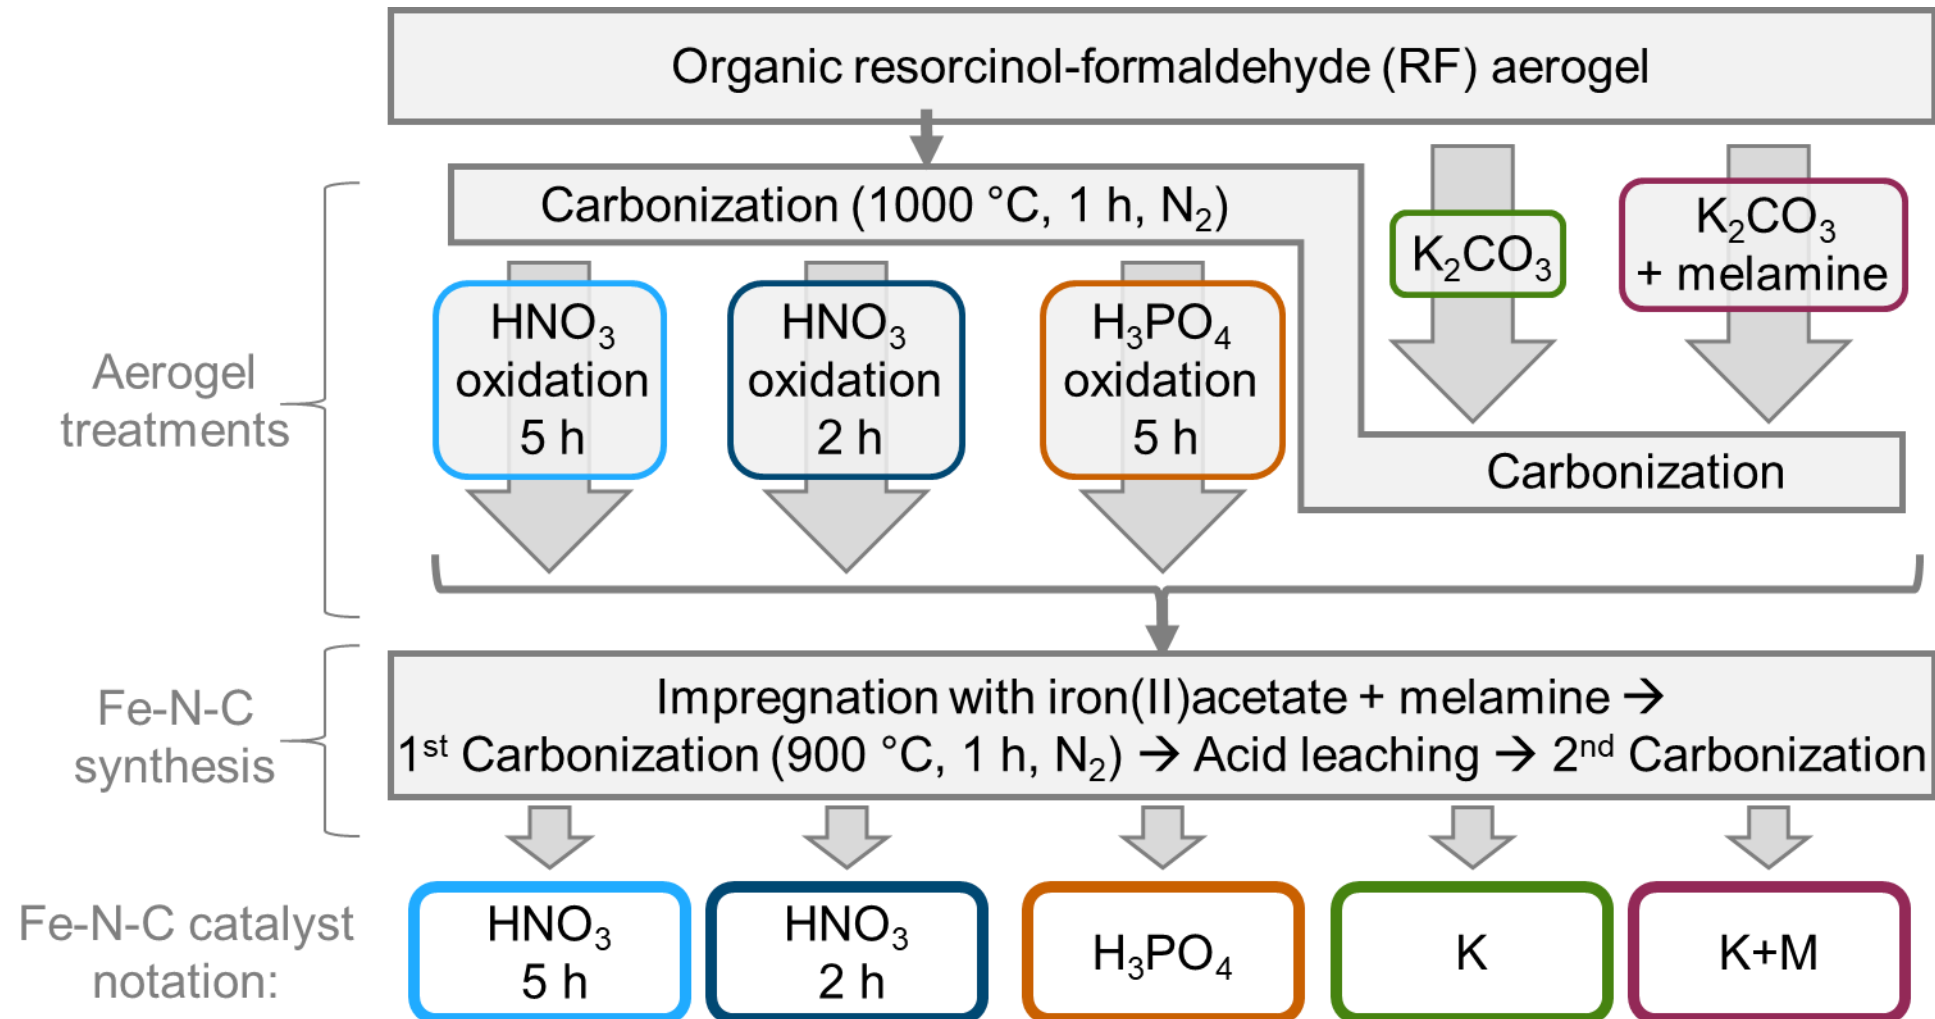 Organic resorcinol-formaldehyde (RF) aerogel
Carbonization (1000 °C, 1 h, N₂)
K₂CO₃
K₂CO₃
+ melamine
HNO₃
oxidation
5 h
HNO₃
oxidation
2 h
H₃PO₄
oxidation
5 h
Carbonization
Aerogel
treatments
Fe-N-C
synthesis
Impregnation with iron(II)acetate + melamine →
1ˢᵗ Carbonization (900 °C, 1 h, N₂) → Acid leaching → 2ⁿᵈ Carbonization
Fe-N-C catalyst
notation:
HNO₃
5 h
HNO₃
2 h
H₃PO₄
K
K+M